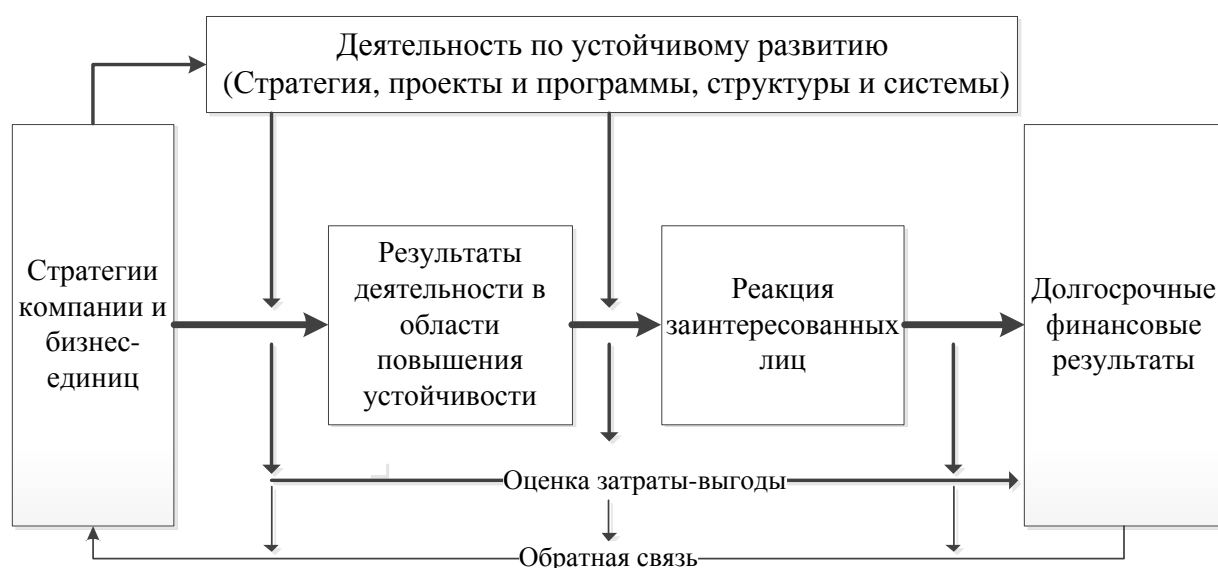 Деятельность по устойчивому развитию
(Стратегия, проекты и программы, структуры и системы)
Стратегии
компании и
бизнес-
единиц
Результаты
деятельности в
области
повышения
устойчивости
Реакция
заинтересованных
лиц
Долгосрочные
финансовые
результаты
Оценка затраты-выгоды
Обратная связь